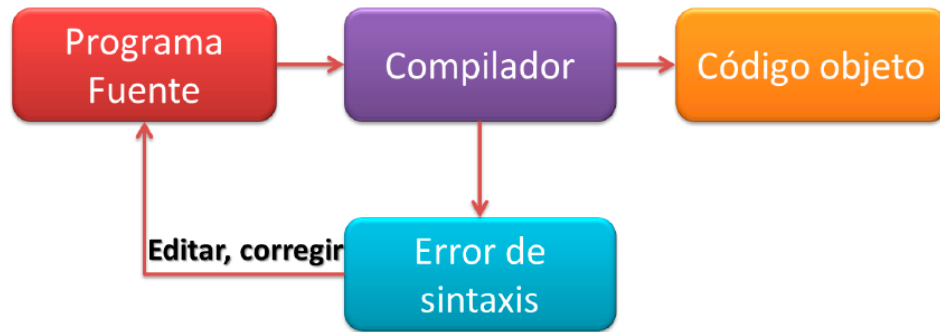 Programa
Fuente
Compilador
Código objeto
Editar, corregir
Error de
sintaxis